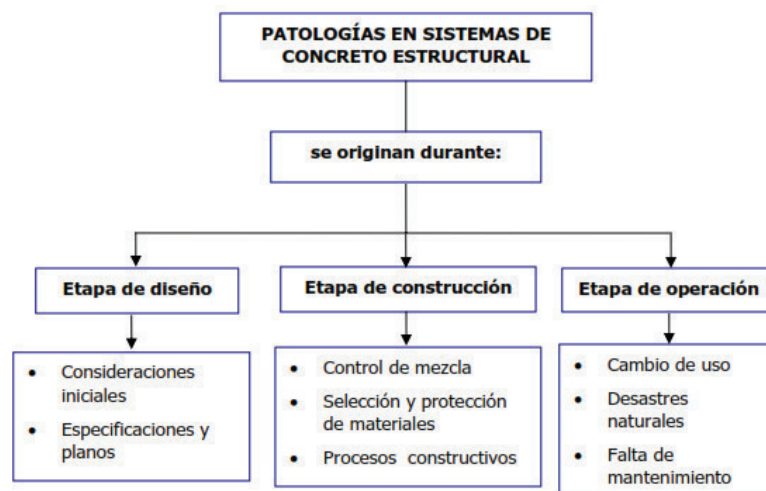 PATOLOGÍAS EN SISTEMAS DE
CONCRETO ESTRUCTURAL
se originan durante:
Etapa de diseño
• Consideraciones
iniciales
• Especificaciones y
planos
Etapa de construcción
• Control de mezcla
• Selección y protección
de materiales
• Procesos constructivos
Etapa de operación
• Cambio de uso
• Desastres
naturales
• Falta de
mantenimiento